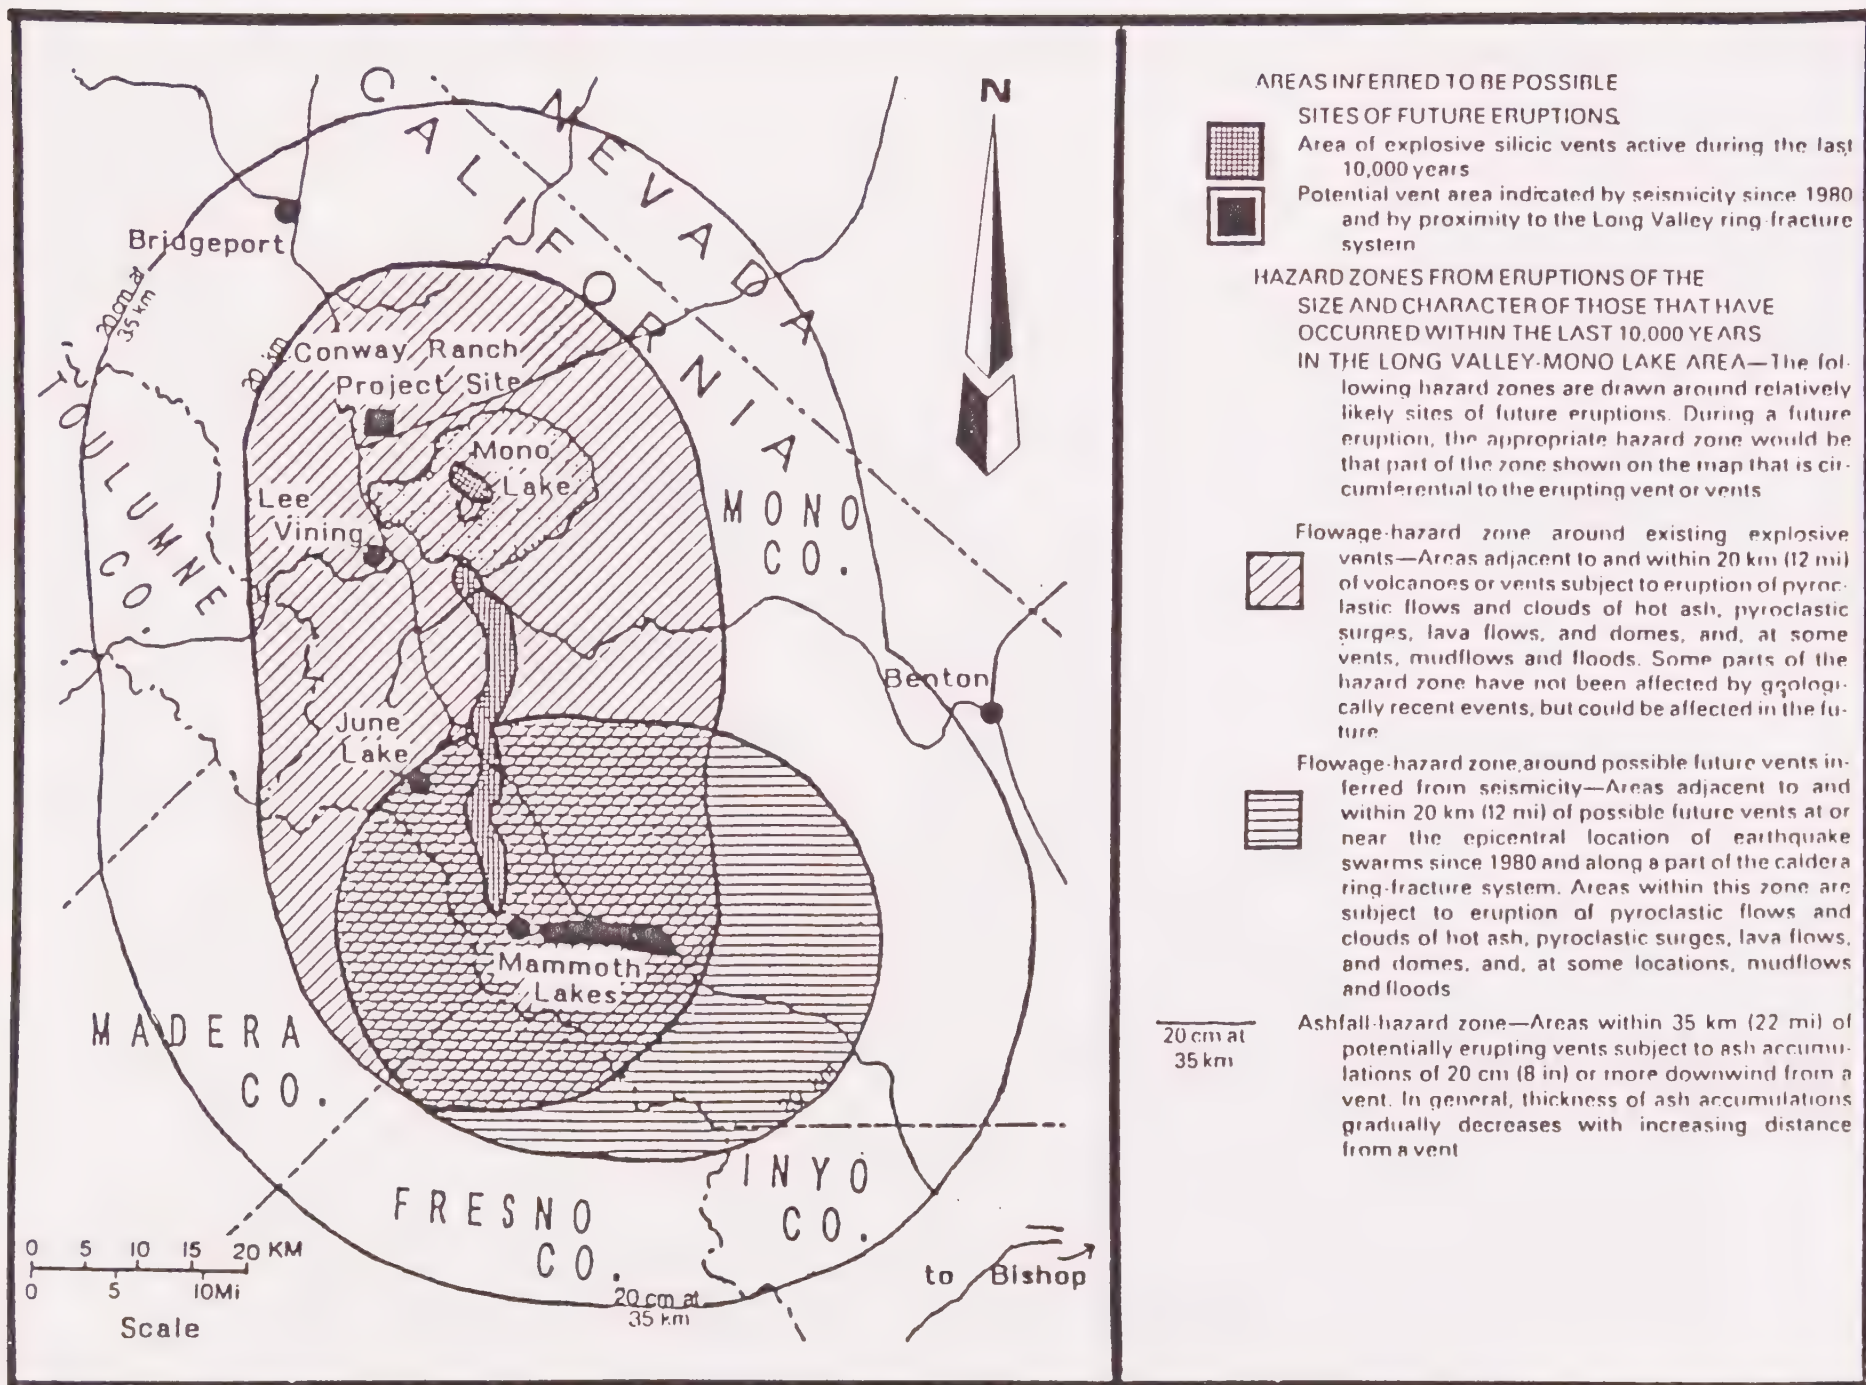 CALIFORNIA
NEVADA
N
Bridgeport
20 cm at
35 km
20 km
Conway Ranch
Project Site
Mono
Lake
Lee
Vining
TOULUMNE
CO.
MONO
CO.
Benton
June
Lake
Mammoth
Lakes
MADERA
CO.
FRESNO
CO.
INYO
CO.
20 cm at
35 km
to Bishop
0 5 10 15 20 KM
0 5 10Mi
Scale
AREAS INFERRED TO BE POSSIBLE
SITES OF FUTURE ERUPTIONS
Area of explosive silicic vents active during the last
10,000 years
Potential vent area indicated by seismicity since 1980
and by proximity to the Long Valley ring-fracture
system
HAZARD ZONES FROM ERUPTIONS OF THE
SIZE AND CHARACTER OF THOSE THAT HAVE
OCCURRED WITHIN THE LAST 10,000 YEARS
IN THE LONG VALLEY-MONO LAKE AREA—The fol-
lowing hazard zones are drawn around relatively
likely sites of future eruptions. During a future
eruption, the appropriate hazard zone would be
that part of the zone shown on the map that is cir-
cumferential to the erupting vent or vents
Flowage-hazard zone around existing explosive
vents—Areas adjacent to and within 20 km (12 mi)
of volcanoes or vents subject to eruption of pyroc-
lastic flows and clouds of hot ash, pyroclastic
surges, lava flows, and domes, and, at some
vents, mudflows and floods. Some parts of the
hazard zone have not been affected by geologi-
cally recent events, but could be affected in the fu-
ture
Flowage-hazard zone around possible future vents in-
ferred from seismicity—Areas adjacent to and
within 20 km (12 mi) of possible future vents at or
near the epicentral location of earthquake
swarms since 1980 and along a part of the caldera
ring-fracture system. Areas within this zone are
subject to eruption of pyroclastic flows and
clouds of hot ash, pyroclastic surges, lava flows,
and domes, and, at some locations, mudflows
and floods
20 cm at
35 km
Ashfall-hazard zone—Areas within 35 km (22 mi) of
potentially erupting vents subject to ash accumu-
lations of 20 cm (8 in) or more downwind from a
vent. In general, thickness of ash accumulations
gradually decreases with increasing distance
from a vent